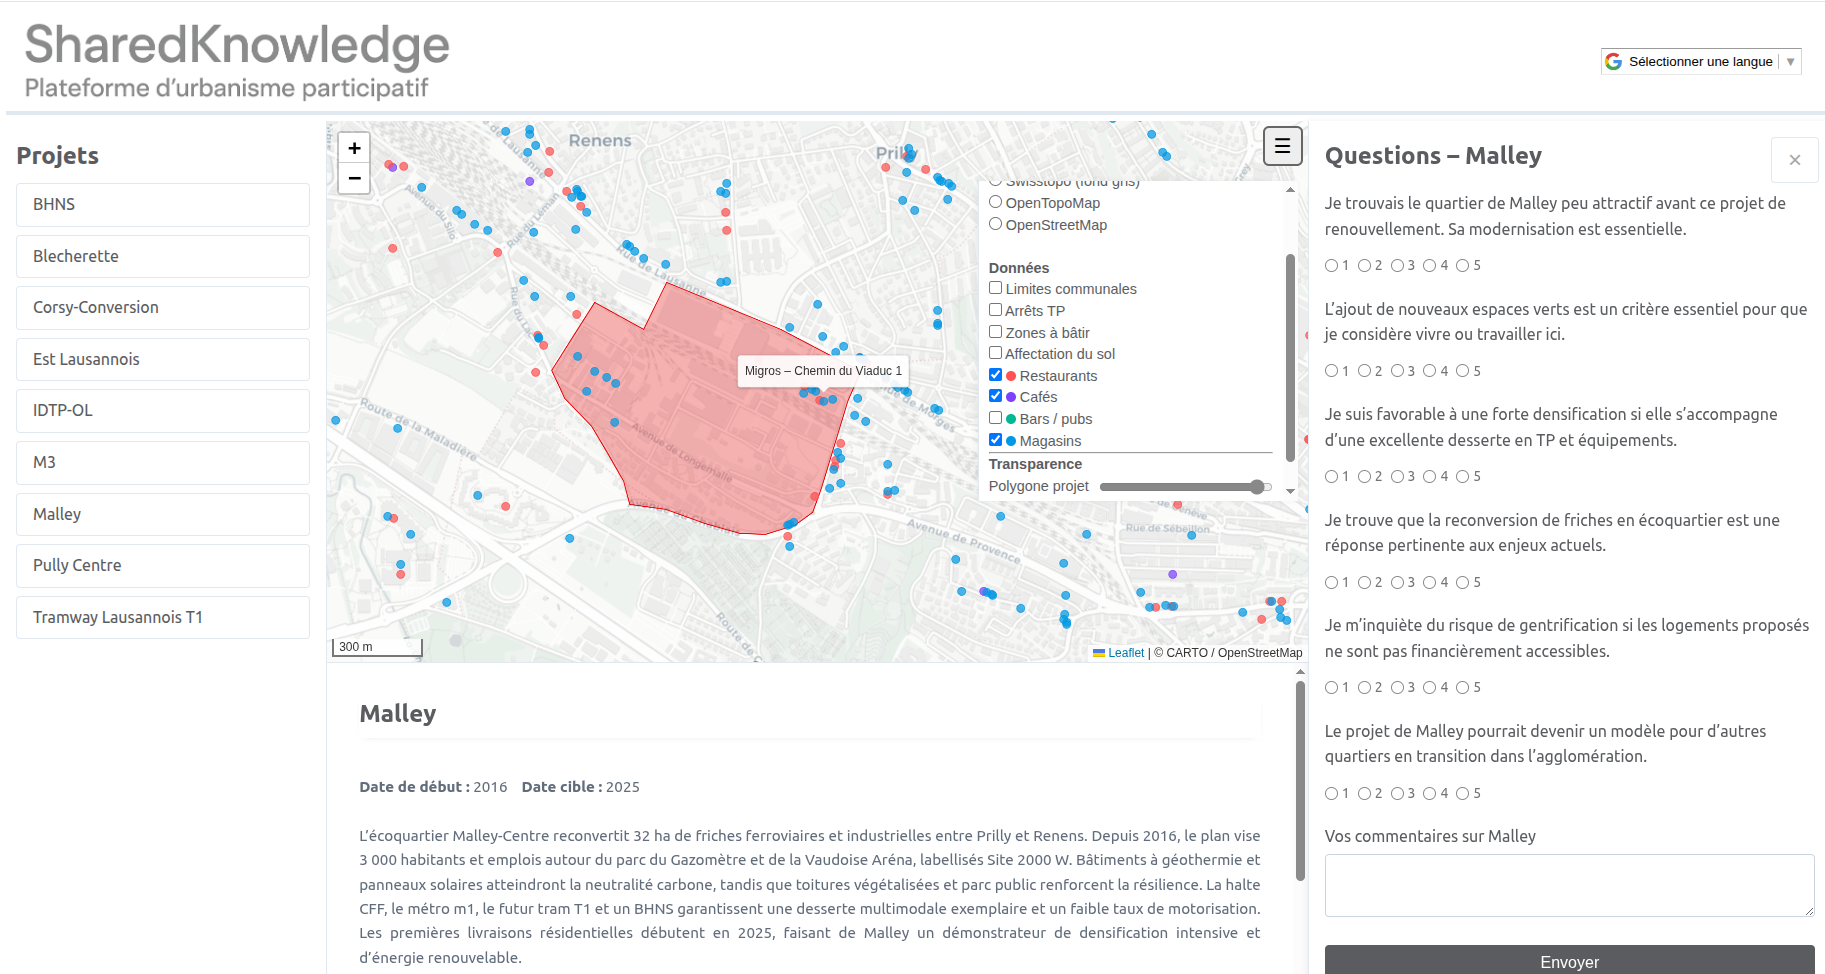 SharedKnowledge
Plateforme d'urbanisme participatif
Sélectionner une langue ▼
Projets
BHNS
Blecherette
Corsy-Conversion
Est Lausannois
IDTP-OL
M3
Malley
Pully Centre
Tramway Lausannois T1
+
−
Renens
Avenue du Silo
Rue du Léman
Rue de Lausanne
Route de la Maladière
Avenue de Longemalle
Avenue du Chablais
Avenue de Provence
Rue de Sébeillon
Migros – Chemin du Viaduc 1
☰
Swisstopo (fond gris)
OpenTopoMap
OpenStreetMap
Données
Limites communales
Arrêts TP
Zones à bâtir
Affectation du sol
Restaurants
Cafés
Bars / pubs
Magasins
Transparence
Polygone projet
300 m
Leaflet | © CARTO / OpenStreetMap
Malley
Date de début : 2016 Date cible : 2025
L'écoquartier Malley-Centre reconvertit 32 ha de friches ferroviaires et industrielles entre Prilly et Renens. Depuis 2016, le plan vise
3 000 habitants et emplois autour du parc du Gazomètre et de la Vaudoise Aréna, labellisés Site 2000 W. Bâtiments à géothermie et
panneaux solaires atteindront la neutralité carbone, tandis que toitures végétalisées et parc public renforcent la résilience. La halte
CFF, le métro m1, le futur tram T1 et un BHNS garantissent une desserte multimodale exemplaire et un faible taux de motorisation.
Les premières livraisons résidentielles débutent en 2025, faisant de Malley un démonstrateur de densification intensive et
d'énergie renouvelable.
Questions – Malley
×
Je trouvais le quartier de Malley peu attractif avant ce projet de
renouvellement. Sa modernisation est essentielle.
1 2 3 4 5
L'ajout de nouveaux espaces verts est un critère essentiel pour que
je considère vivre ou travailler ici.
1 2 3 4 5
Je suis favorable à une forte densification si elle s'accompagne
d'une excellente desserte en TP et équipements.
1 2 3 4 5
Je trouve que la reconversion de friches en écoquartier est une
réponse pertinente aux enjeux actuels.
1 2 3 4 5
Je m'inquiète du risque de gentrification si les logements proposés
ne sont pas financièrement accessibles.
1 2 3 4 5
Le projet de Malley pourrait devenir un modèle pour d'autres
quartiers en transition dans l'agglomération.
1 2 3 4 5
Vos commentaires sur Malley
Envoyer